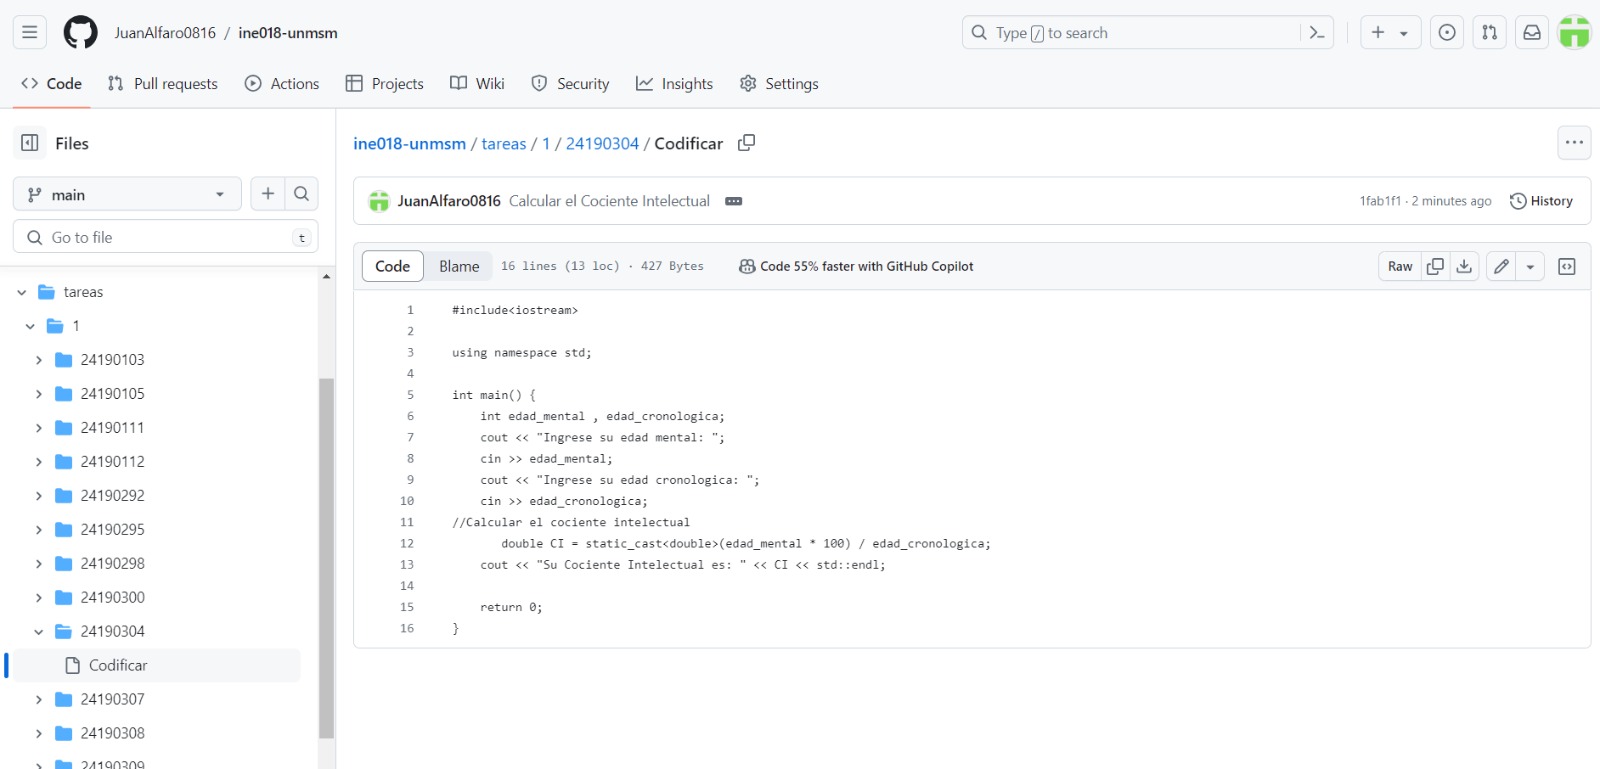 JuanAlfaro0816 / ine018-unmsm
Type / to search
Code Pull requests Actions Projects Wiki Security Insights Settings
Files
main
Go to file t
tareas
1
24190103
24190105
24190111
24190112
24190292
24190295
24190298
24190300
24190304
Codificar
24190307
24190308
24190309
ine018-unmsm / tareas / 1 / 24190304 / Codificar
JuanAlfaro0816 Calcular el Cociente Intelectual
1fab1f1 · 2 minutes ago History
Code Blame 16 lines (13 loc) · 427 Bytes Code 55% faster with GitHub Copilot Raw
1 #include<iostream>
2
3 using namespace std;
4
5 int main() {
6 int edad_mental , edad_cronologica;
7 cout << "Ingrese su edad mental: ";
8 cin >> edad_mental;
9 cout << "Ingrese su edad cronologica: ";
10 cin >> edad_cronologica;
11 //Calcular el cociente intelectual
12 double CI = static_cast<double>(edad_mental * 100) / edad_cronologica;
13 cout << "Su Cociente Intelectual es: " << CI << std::endl;
14
15 return 0;
16 }